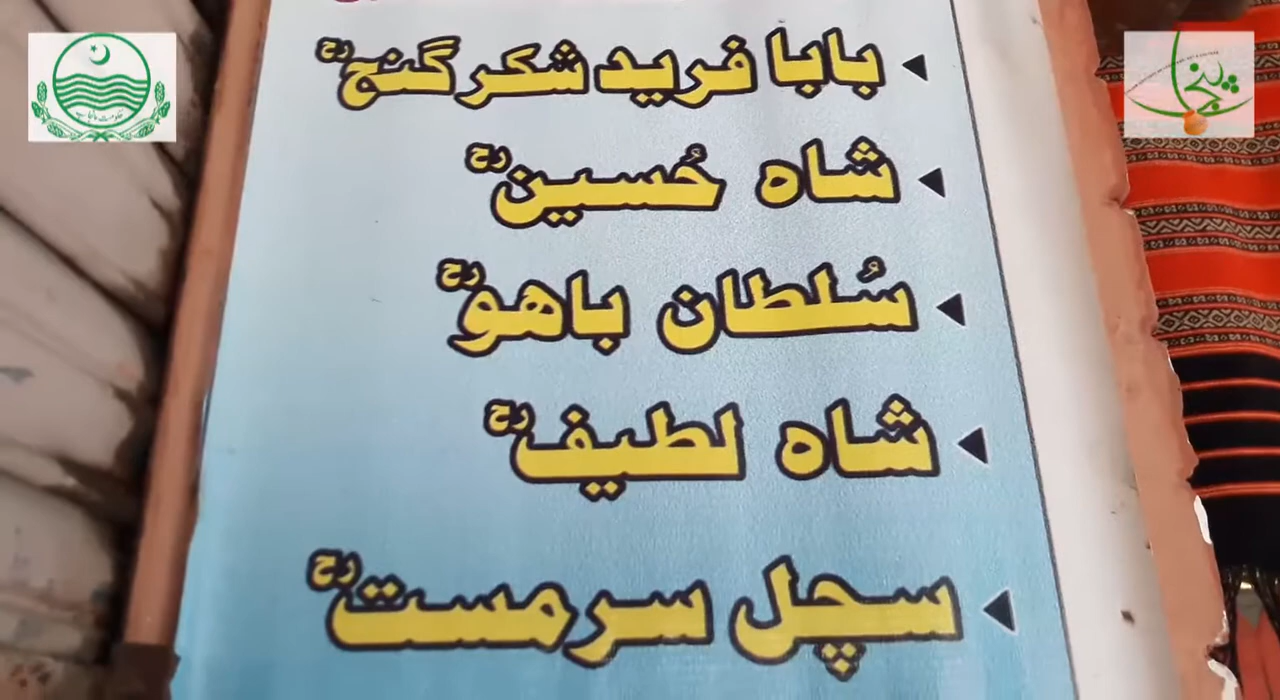 بابا فرید شکر گنجؒ
شاہ حُسینؒ
سُلطان باھوؒ
شاہ لطیفؒ
سچل سرمستؒ